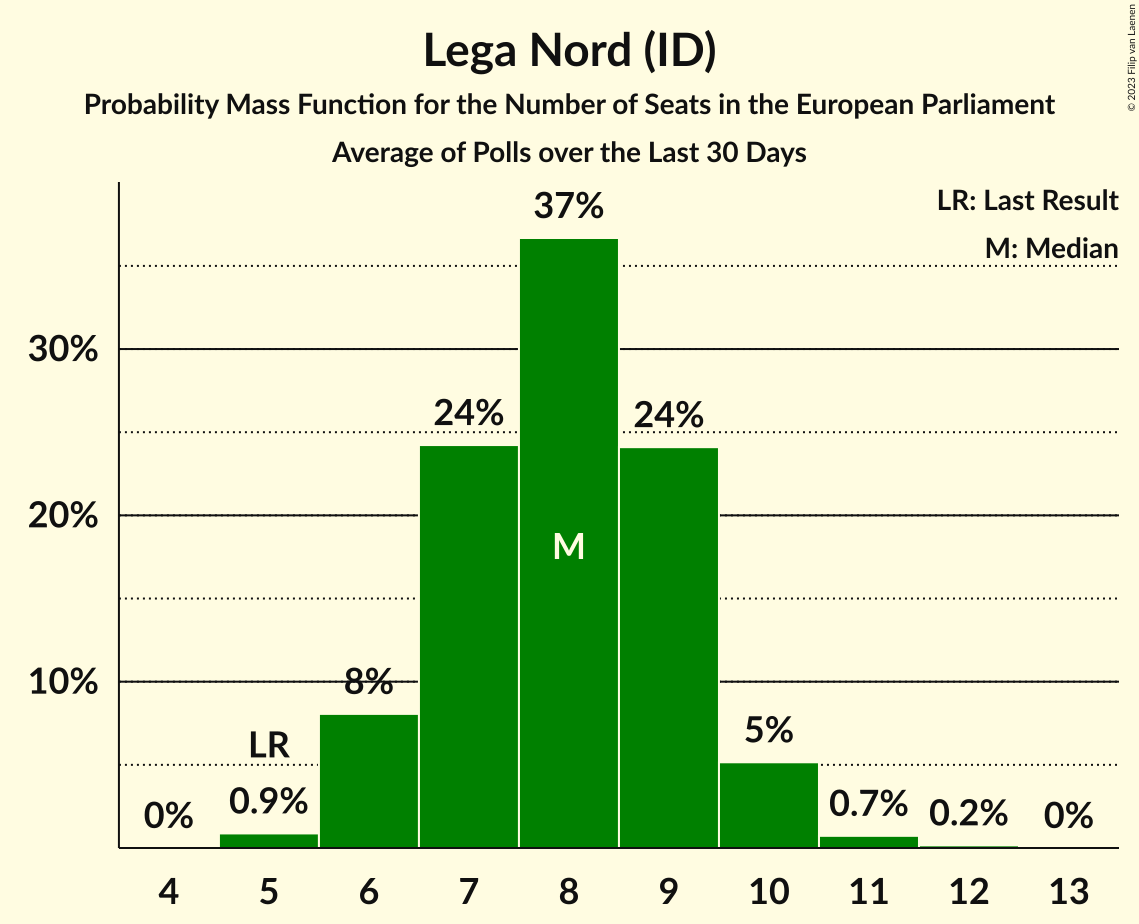 Lega Nord (ID)
Probability Mass Function for the Number of Seats in the European Parliament
Average of Polls over the Last 30 Days
© 2023 Filip van Laenen
LR: Last Result
M: Median
37%
30%
24%
24%
20%
M
10%
8%
5%
LR
0%
0.9%
0.7%
0.2%
0%
4 5 6 7 8 9 10 11 12 13